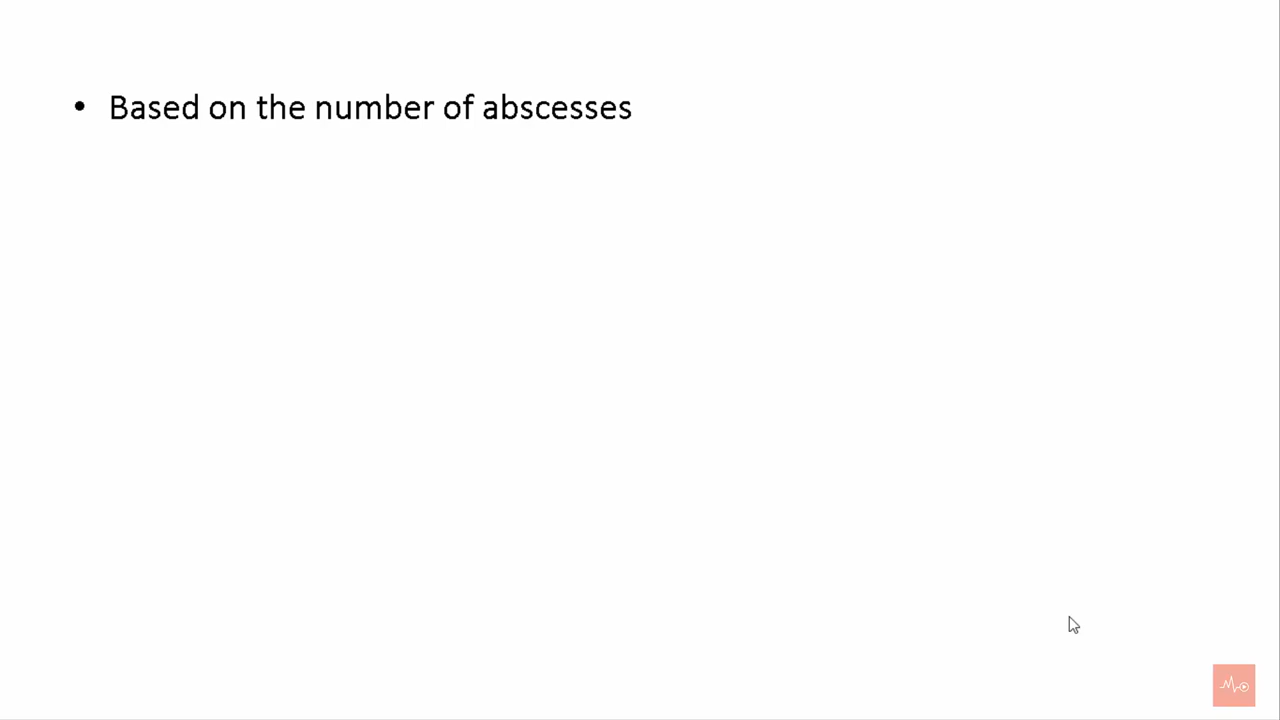 • Based on the number of abscesses